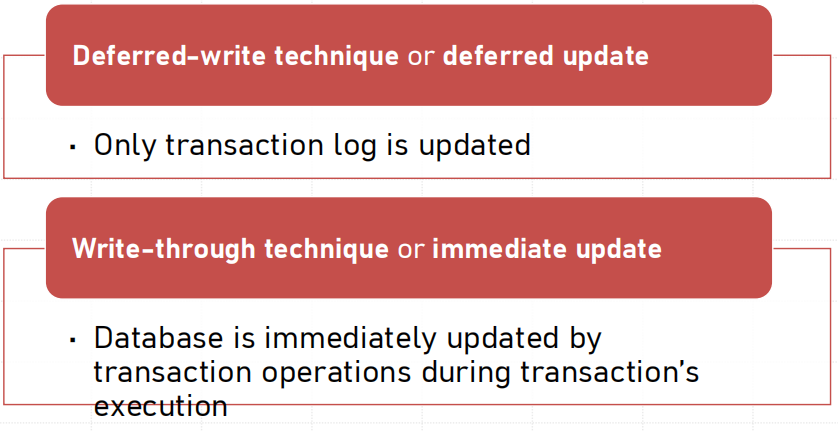 Deferred-write technique or deferred update
▪ Only transaction log is updated
Write-through technique or immediate update
▪ Database is immediately updated by
transaction operations during transaction's
execution